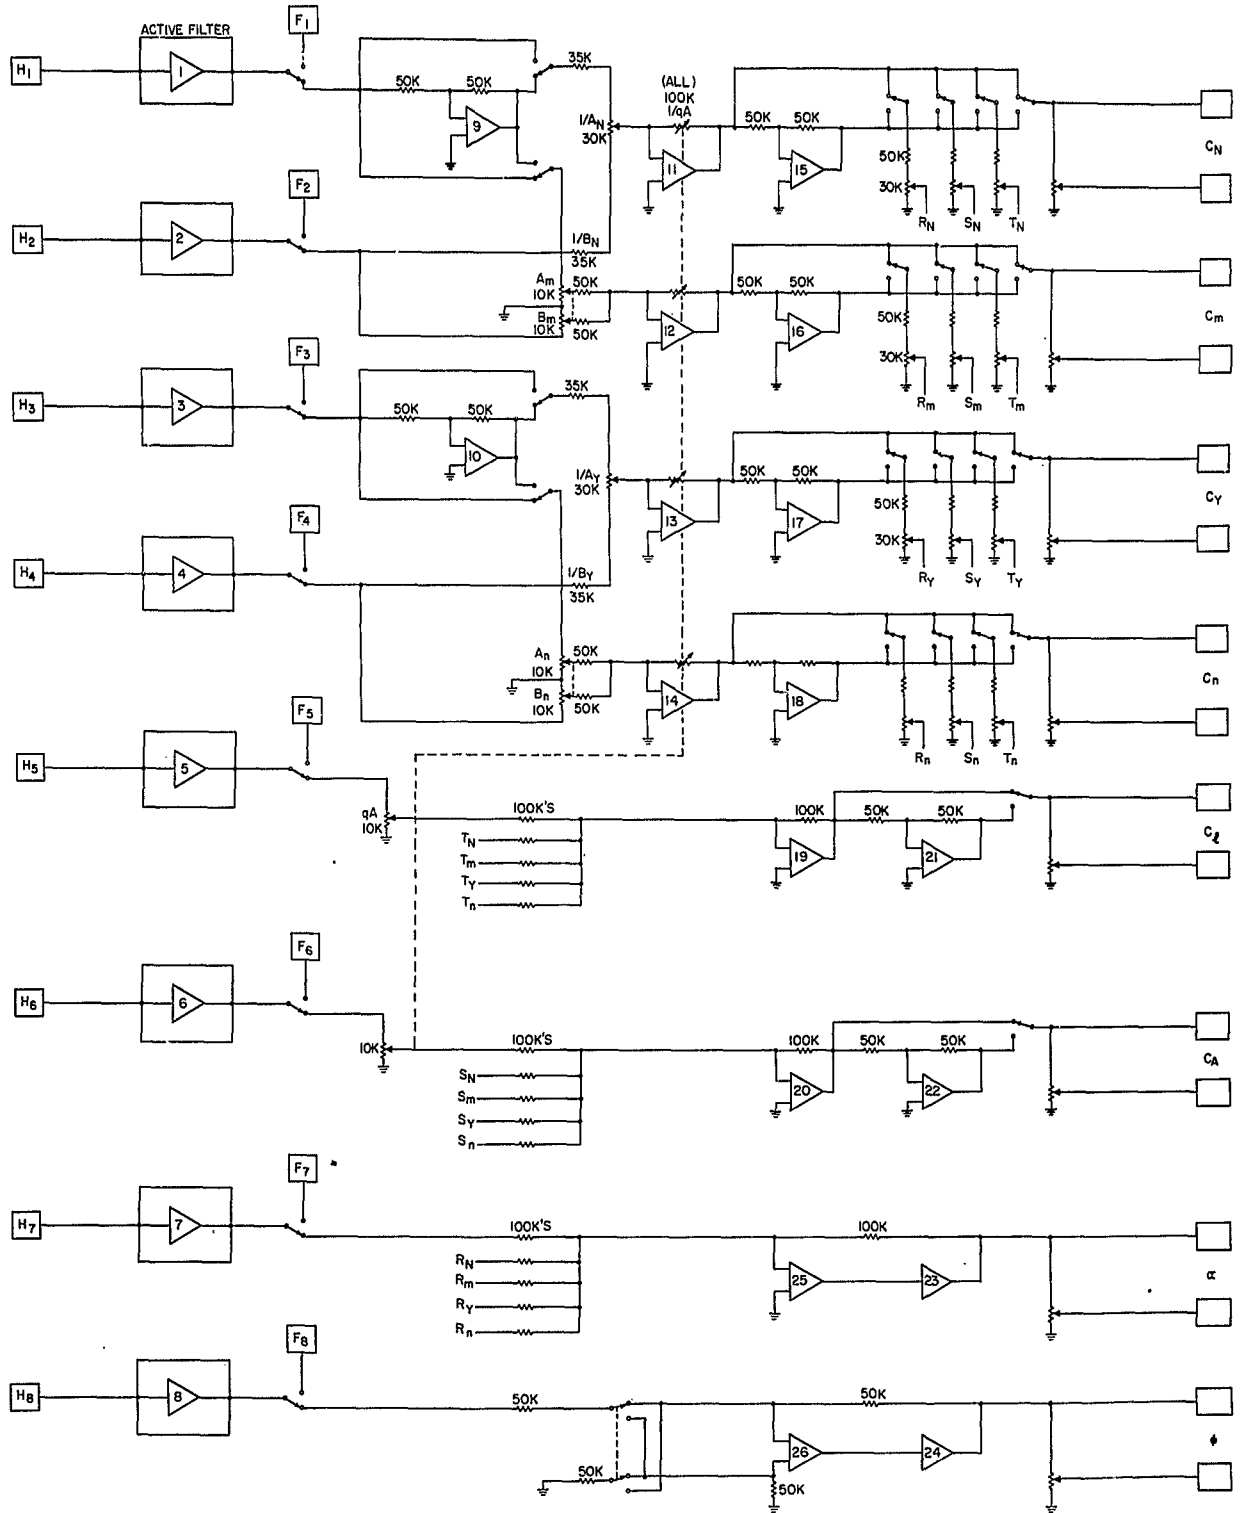 ACTIVE FILTER
H1
1
F1
50K
50K
9
35K
1/AN
30K
(ALL)
100K
1/qA
11
50K
50K
15
50K
30K
RN
SN
TN
CN
H2
2
F2
1/BN
35K
Am
10K
50K
Bm
10K
50K
12
50K
50K
16
50K
30K
Rm
Sm
Tm
Cm
H3
3
F3
50K
50K
10
35K
1/AY
30K
13
50K
50K
17
50K
30K
RY
SY
TY
CY
H4
4
F4
1/BY
35K
An
10K
50K
Bn
10K
50K
14
18
Rn
Sn
Tn
Cn
H5
5
F5
qA
10K
100K'S
TN
Tm
TY
Tn
100K
19
50K
50K
21
Cℓ
H6
6
F6
10K
100K'S
SN
Sm
SY
Sn
100K
20
50K
50K
22
CA
H7
7
F7
100K'S
RN
Rm
RY
Rn
100K
25
23
α
H8
8
F8
50K
50K
50K
26
24
50K
ϕ